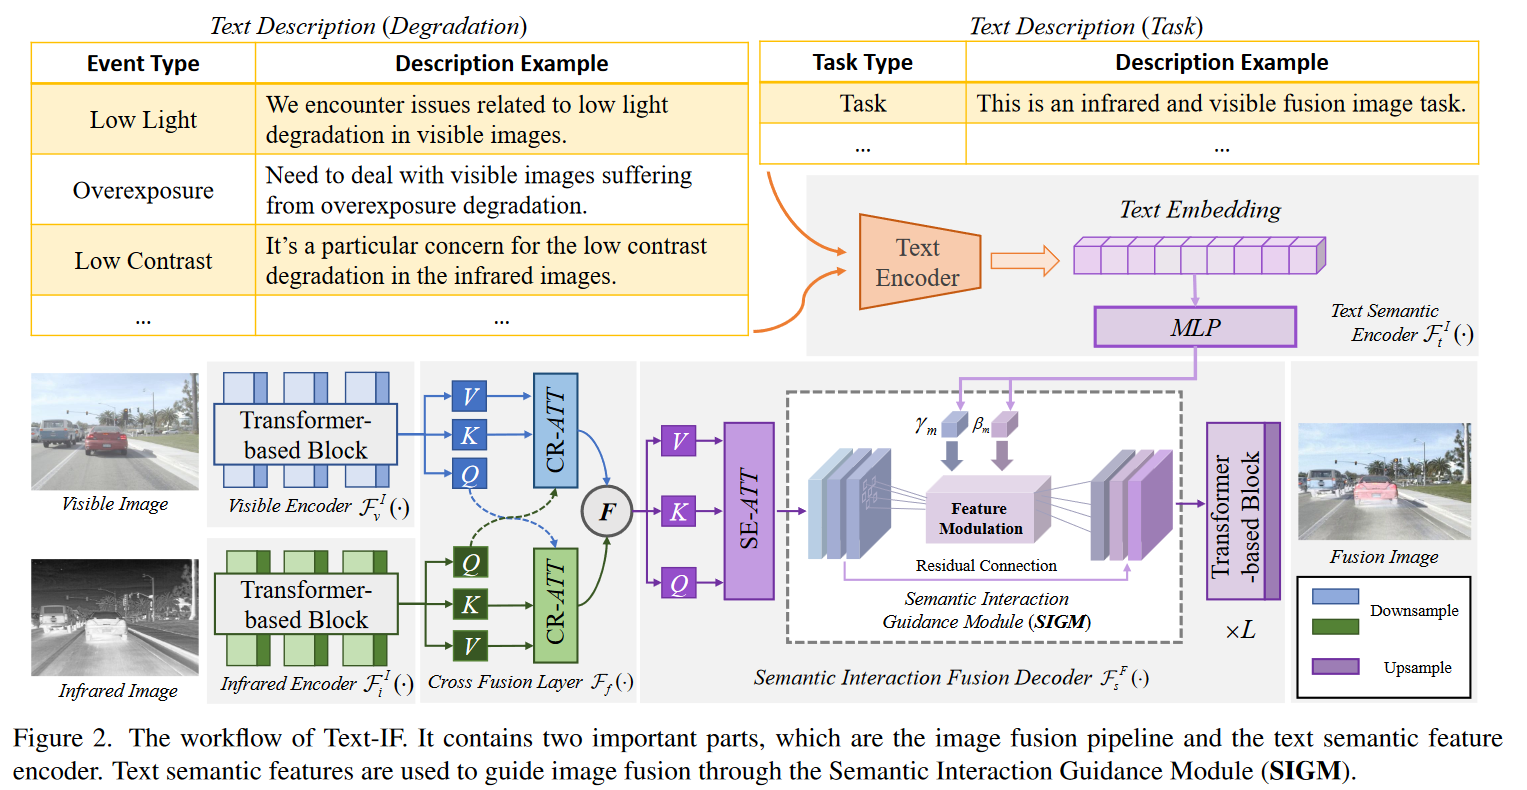 Text Description (Degradation)
Event Type
Description Example
Low Light
We encounter issues related to low light
degradation in visible images.
Overexposure
Need to deal with visible images suffering
from overexposure degradation.
Low Contrast
It's a particular concern for the low contrast
degradation in the infrared images.
...
...
Text Description (Task)
Task Type
Description Example
Task
This is an infrared and visible fusion image task.
...
...
Text
Encoder
Text Embedding
MLP
Text Semantic
Encoder ℱₜᴵ(·)
Visible Image
Transformer-
based Block
Visible Encoder ℱᵥᴵ(·)
Infrared Image
Transformer-
based Block
Infrared Encoder ℱᵢᴵ(·)
V
K
Q
CR-ATT
Q
K
V
CR-ATT
F
Cross Fusion Layer ℱ_f(·)
V
K
Q
SE-ATT
γₘ
βₘ
Feature
Modulation
Residual Connection
Semantic Interaction
Guidance Module (SIGM)
Transformer
-based Block
×L
Semantic Interaction Fusion Decoder ℱₛᶠ(·)
Fusion Image
Downsample
Upsample
Figure 2. The workflow of Text-IF. It contains two important parts, which are the image fusion pipeline and the text semantic feature
encoder. Text semantic features are used to guide image fusion through the Semantic Interaction Guidance Module (SIGM).